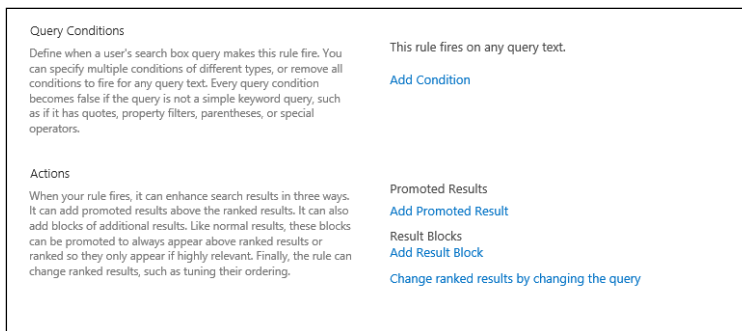 Query Conditions
Define when a user's search box query makes this rule fire. You
can specify multiple conditions of different types, or remove all
conditions to fire for any query text. Every query condition
becomes false if the query is not a simple keyword query, such
as if it has quotes, property filters, parentheses, or special
operators.
This rule fires on any query text.
Add Condition
Actions
When your rule fires, it can enhance search results in three ways.
It can add promoted results above the ranked results. It can also
add blocks of additional results. Like normal results, these blocks
can be promoted to always appear above ranked results or
ranked so they only appear if highly relevant. Finally, the rule can
change ranked results, such as tuning their ordering.
Promoted Results
Add Promoted Result
Result Blocks
Add Result Block
Change ranked results by changing the query